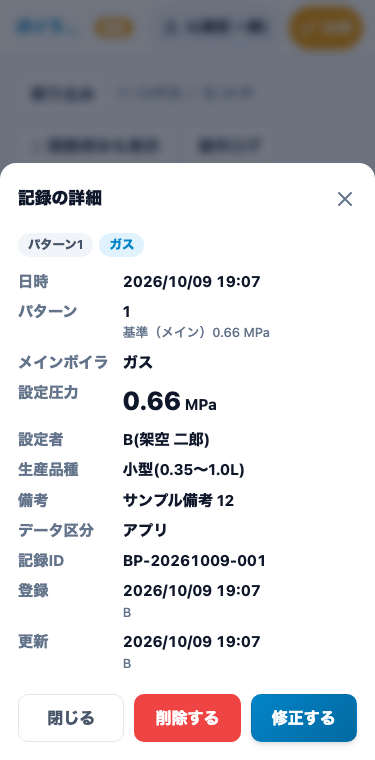 記録の詳細
パターン1 ガス
日時 2026/10/09 19:07
パターン 1
基準（メイン）0.66 MPa
メインボイラ ガス
設定圧力 0.66 MPa
設定者 B(架空 二郎)
生産品種 小型(0.35〜1.0L)
備考 サンプル備考 12
データ区分 アプリ
記録ID BP-20261009-001
登録 2026/10/09 19:07
B
更新 2026/10/09 19:07
B
閉じる 削除する 修正する